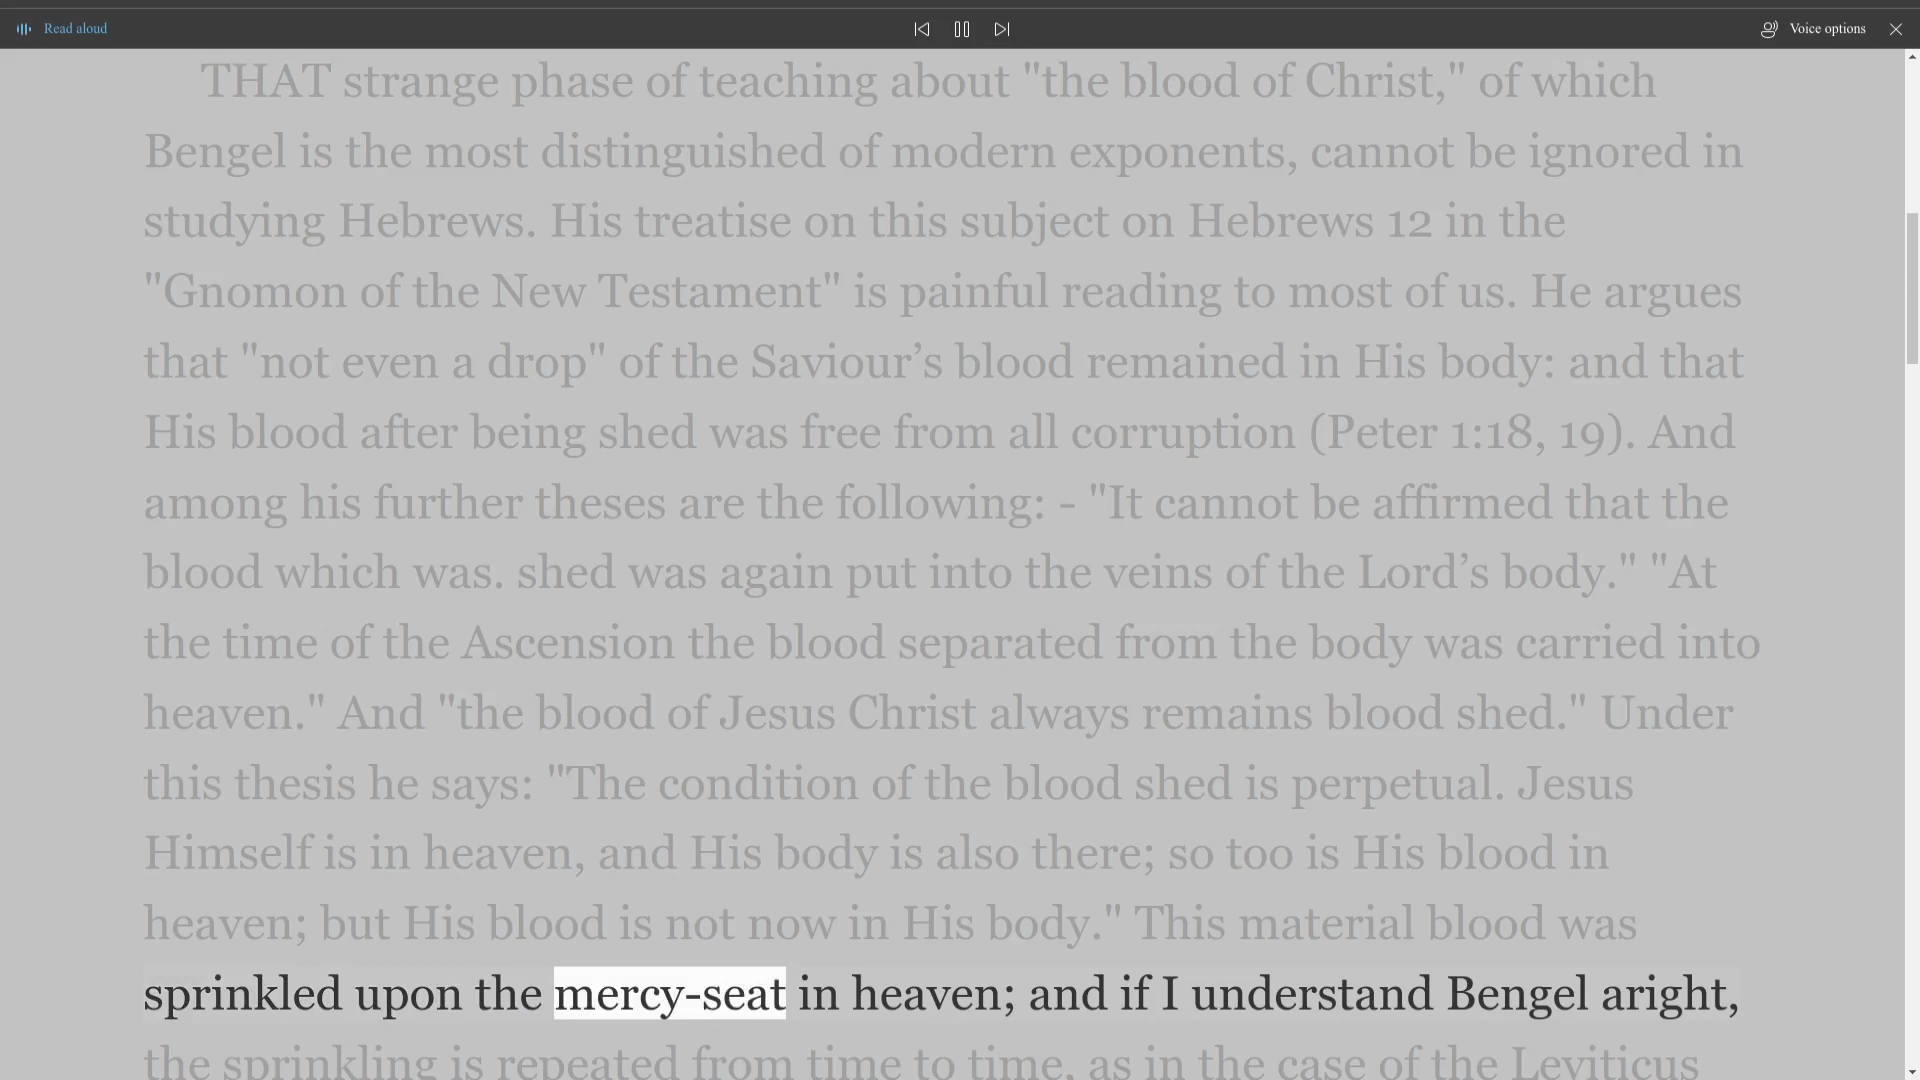 Read aloud
Voice options
THAT strange phase of teaching about "the blood of Christ," of which
Bengel is the most distinguished of modern exponents, cannot be ignored in
studying Hebrews. His treatise on this subject on Hebrews 12 in the
"Gnomon of the New Testament" is painful reading to most of us. He argues
that "not even a drop" of the Saviour’s blood remained in His body: and that
His blood after being shed was free from all corruption (Peter 1:18, 19). And
among his further theses are the following: - "It cannot be affirmed that the
blood which was. shed was again put into the veins of the Lord’s body." "At
the time of the Ascension the blood separated from the body was carried into
heaven." And "the blood of Jesus Christ always remains blood shed." Under
this thesis he says: "The condition of the blood shed is perpetual. Jesus
Himself is in heaven, and His body is also there; so too is His blood in
heaven; but His blood is not now in His body." This material blood was
sprinkled upon the mercy-seat in heaven; and if I understand Bengel aright,
the sprinkling is repeated from time to time, as in the case of the Leviticus